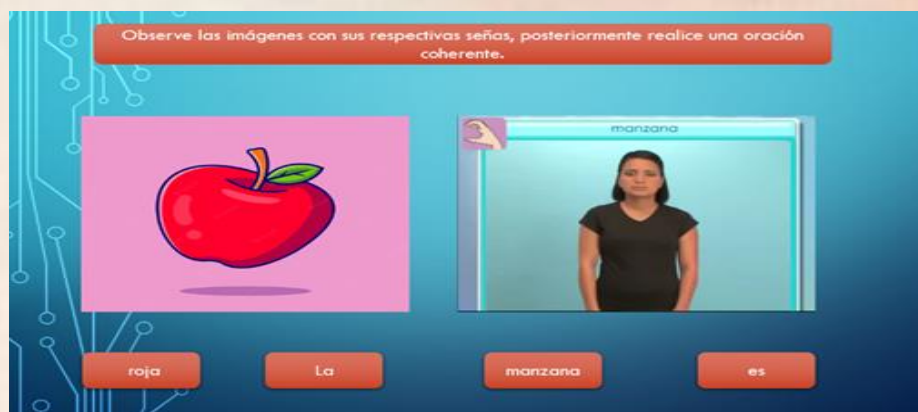 Observe las imágenes con sus respectivas señas, posteriormente realice una oración
coherente.
manzana
roja
La
manzana
es